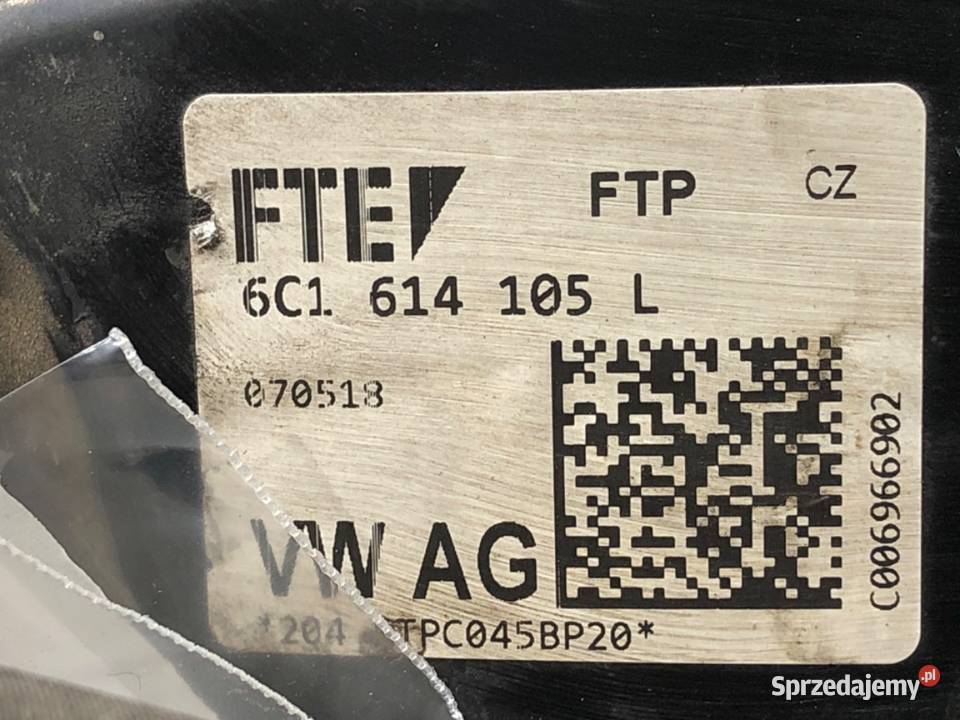 FTE FTP CZ
6C1 614 105 L
070518
C006966902
VW AG
*204 TPC045BP20*
Sprzedajemy.pl